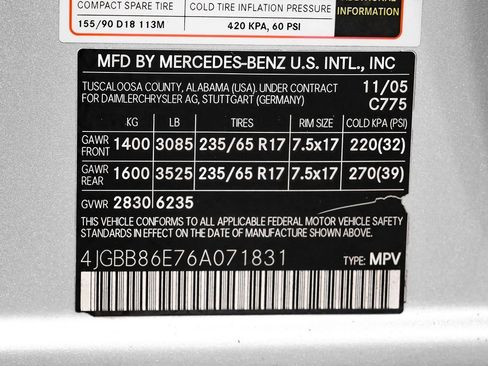 COMPACT SPARE TIRE COLD TIRE INFLATION PRESSURE
155/90 D18 113M 420 KPA, 60 PSI
INFORMATION
MFD BY MERCEDES-BENZ U.S. INTL., INC
TUSCALOOSA COUNTY, ALABAMA (USA). UNDER CONTRACT 11/05
FOR DAIMLERCHRYSLER AG, STUTTGART (GERMANY) C775
KG LB TIRES RIM SIZE COLD KPA (PSI)
GAWR FRONT 1400 3085 235/65 R17 7.5x17 220(32)
GAWR REAR 1600 3525 235/65 R17 7.5x17 270(39)
GVWR 2830 6235
THIS VEHICLE CONFORMS TO ALL APPLICABLE FEDERAL MOTOR VEHICLE SAFETY
STANDARDS IN EFFECT ON THE DATE OF MANUFACTURE SHOWN ABOVE.
4JGBB86E76A071831 TYPE: MPV